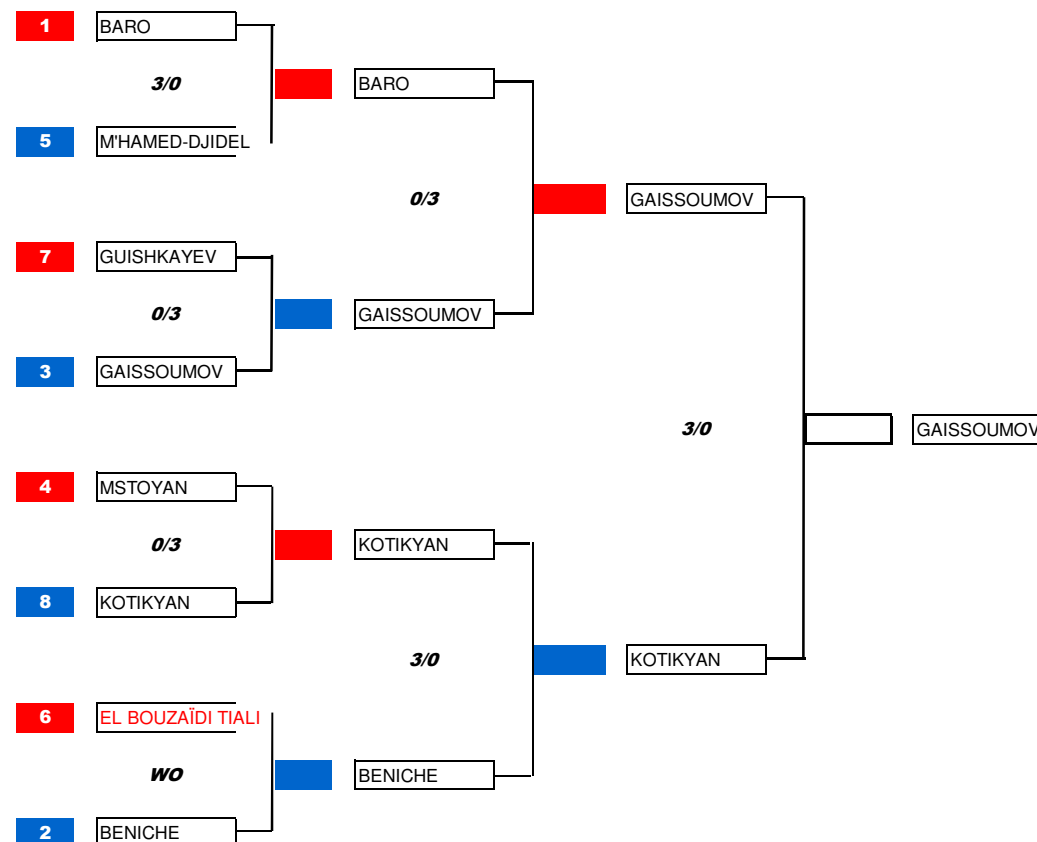 1 BARO
3/0 BARO
5 M'HAMED-DJIDEL
0/3 GAISSOUMOV
7 GUISHKAYEV
0/3 GAISSOUMOV
3 GAISSOUMOV
3/0 GAISSOUMOV
4 MSTOYAN
0/3 KOTIKYAN
8 KOTIKYAN
3/0 KOTIKYAN
6 EL BOUZAÏDI TIALI
WO BENICHE
2 BENICHE